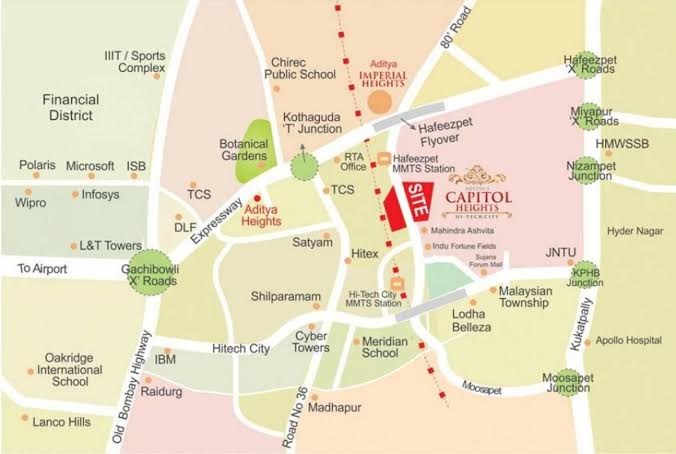 80' Road
IIIT / Sports
Complex
Chirec
Public School
Aditya
IMPERIAL
HEIGHTS
Hafeezpet
'X' Roads
Financial
District
Kothaguda
'T' Junction
Hafeezpet
Flyover
Miyapur
'X' Roads
Botanical
Gardens
RTA
Office
Hafeezpet
MMTS Station
HMWSSB
Nizampet
Junction
Polaris
Microsoft
ISB
Wipro
Infosys
TCS
TCS
SITE
CAPITOL
HEIGHTS
HI-TECH CITY
Expressway
Aditya
Heights
DLF
Mahindra Ashvita
Hyder Nagar
L&T Towers
Satyam
Hitex
Indu Fortune Fields
Sujana
Forum Mall
JNTU
To Airport
Gachibowli
'X' Roads
KPHB
Junction
Shilparamam
Hi-Tech City
MMTS Station
Malaysian
Township
Lodha
Belleza
Kukatpally
Cyber
Towers
Meridian
School
Apollo Hospital
IBM
Hitech City
Oakridge
International
School
Old Bombay Highway
Raidurg
Moosapet
Moosapet
Junction
Lanco Hills
Road No 36
Madhapur